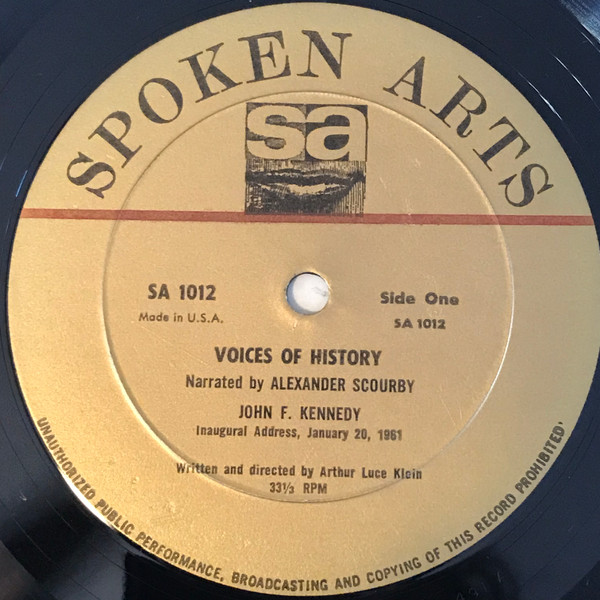 SPOKEN ARTS
sa
SA 1012
Made in U.S.A.
Side One
SA 1012
VOICES OF HISTORY
Narrated by ALEXANDER SCOURBY
JOHN F. KENNEDY
Inaugural Address, January 20, 1961
Written and directed by Arthur Luce Klein
33⅓ RPM
UNAUTHORIZED PUBLIC PERFORMANCE, BROADCASTING AND COPYING OF THIS RECORD PROHIBITED